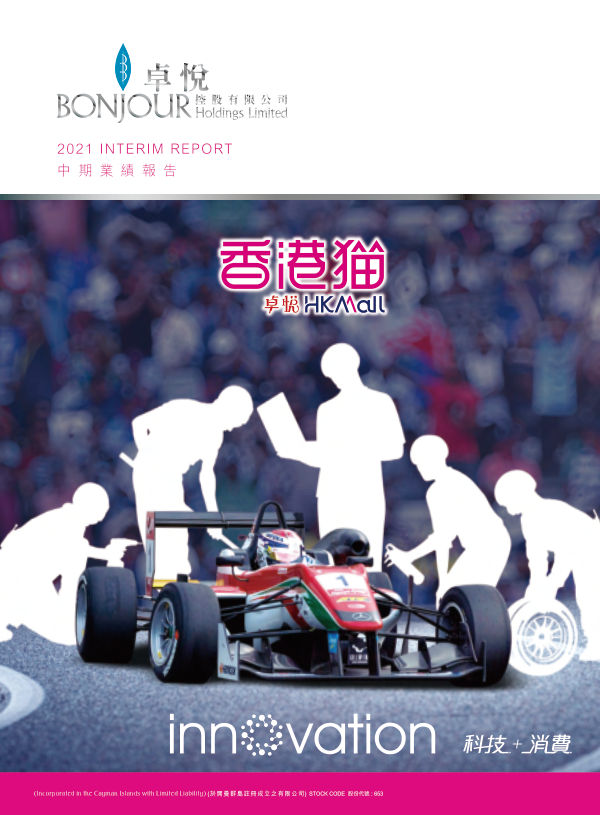 卓悅
BONJOUR 控股有限公司
Holdings Limited
2021 INTERIM REPORT
中期業績報告
香港猫
卓悅 HKMall
1
innovation
科技+消費
(Incorporated in the Cayman Islands with Limited Liability) (於開曼群島註冊成立之有限公司) STOCK CODE 股份代號 : 653